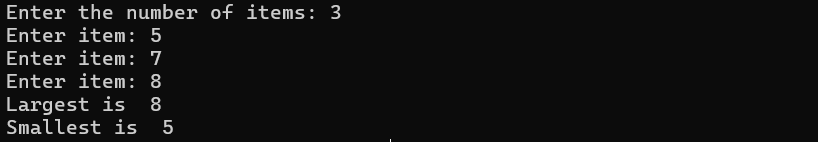 Enter the number of items: 3
Enter item: 5
Enter item: 7
Enter item: 8
Largest is  8
Smallest is  5